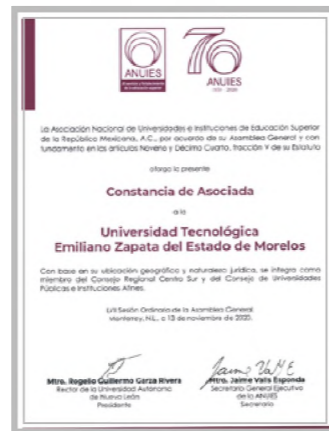 ANUIES
70
ANUIES
1950 - 2020
La Asociación Nacional de Universidades e Instituciones de Educación Superior
de la República Mexicana, A.C., por acuerdo de su Asamblea General y con
fundamento en los artículos Noveno y Décimo Cuarto, fracción V de su Estatuto
otorga la presente
Constancia de Asociada
a la
Universidad Tecnológica
Emiliano Zapata del Estado de Morelos
Con base en su ubicación geográfica y naturaleza jurídica, se integra como
miembro del Consejo Regional Centro Sur y del Consejo de Universidades
Públicas e Instituciones Afines.
Sesión Ordinaria de la Asamblea General
Monterrey, N.L., a 13 de noviembre de 2020.
Mtro. Rogelio Guillermo Garza Rivera
Rector de la Universidad Autónoma
de Nuevo León
Presidente
Mtro. Jaime Valls Esponda
Secretario General Ejecutivo
de la ANUIES
Secretario